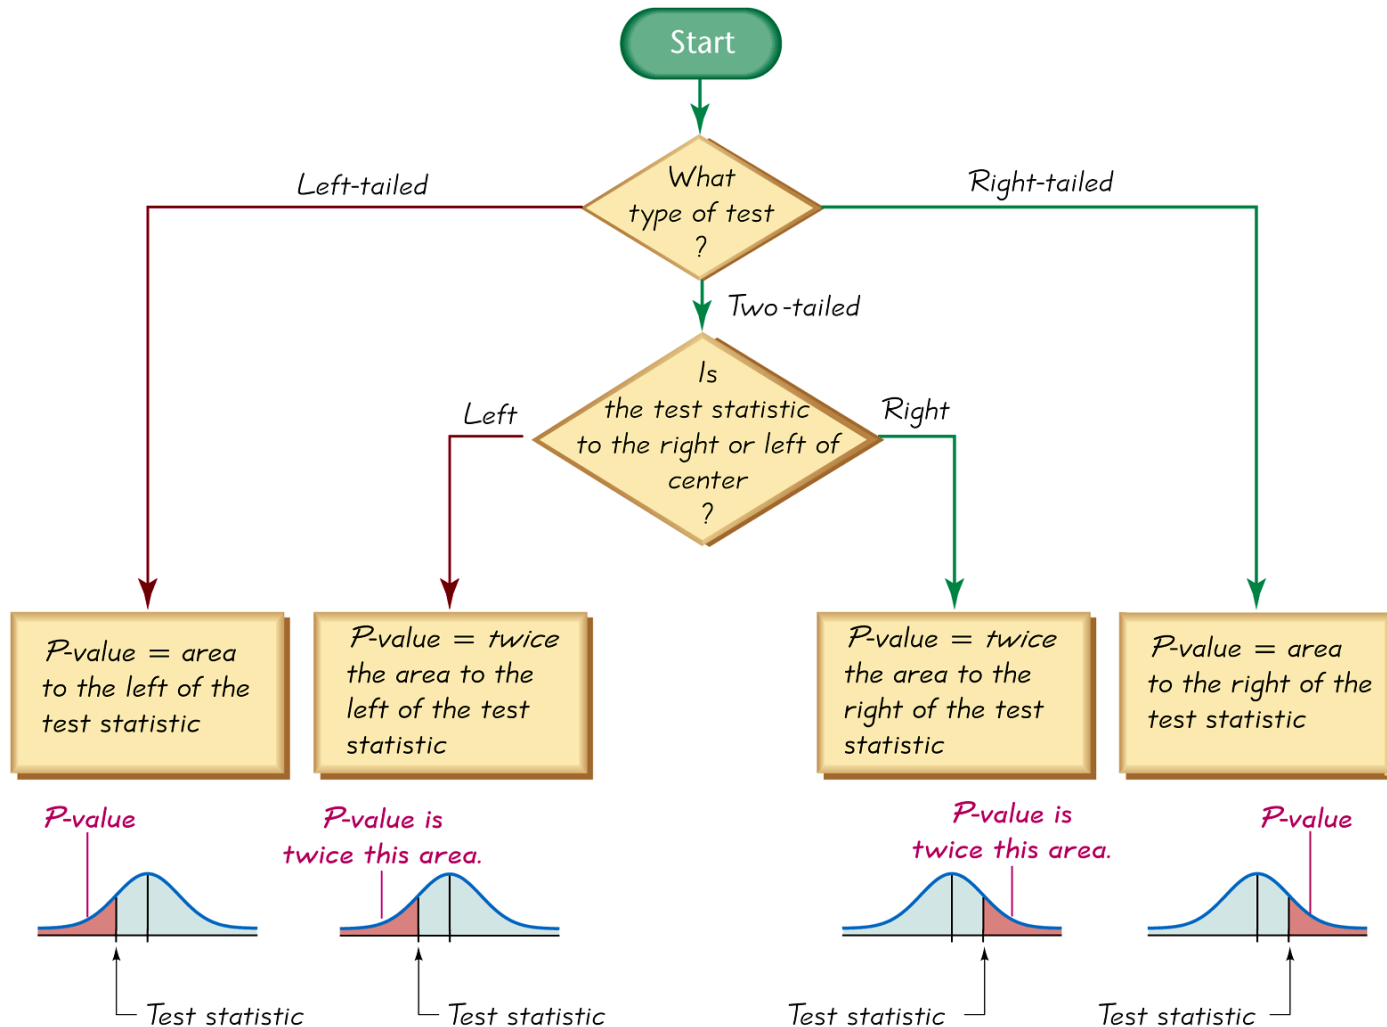 Start
What
type of test
?
Left-tailed
Right-tailed
Two-tailed
Is
the test statistic
to the right or left of
center
?
Left
Right
P-value = area
to the left of the
test statistic
P-value = twice
the area to the
left of the test
statistic
P-value = twice
the area to the
right of the test
statistic
P-value = area
to the right of the
test statistic
P-value
P-value is
twice this area.
P-value is
twice this area.
P-value
Test statistic
Test statistic
Test statistic
Test statistic